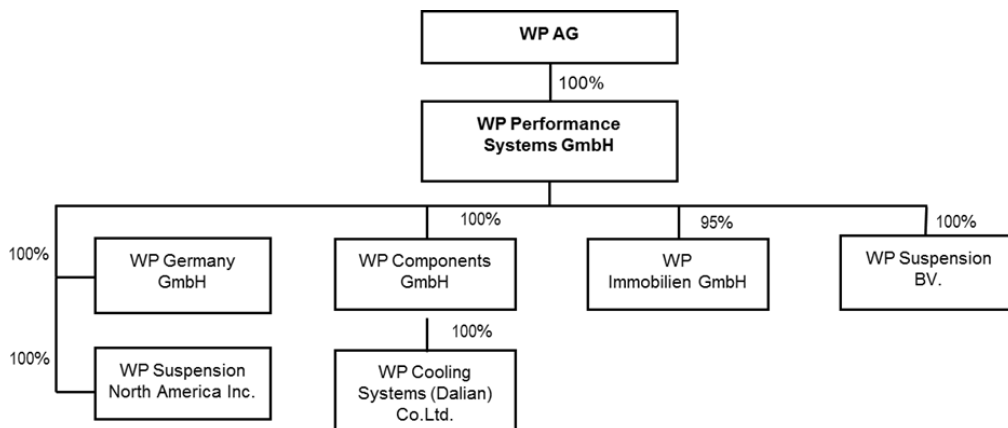 WP AG
100%
WP Performance
Systems GmbH
100%
95%
100%
100%
WP Germany
GmbH
WP Components
GmbH
WP
Immobilien GmbH
WP Suspension
BV.
100%
100%
WP Suspension
North America Inc.
WP Cooling
Systems (Dalian)
Co.Ltd.